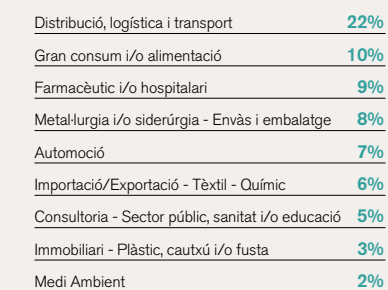 Distribució, logística i transport 22%
Gran consum i/o alimentació 10%
Farmacèutic i/o hospitalari 9%
Metal·lurgia i/o siderúrgia - Envàs i embalatge 8%
Automoció 7%
Importació/Exportació - Tèxtil - Químic 6%
Consultoria - Sector públic, sanitat i/o educació 5%
Immobiliari - Plàstic, cautxú i/o fusta 3%
Medi Ambient 2%